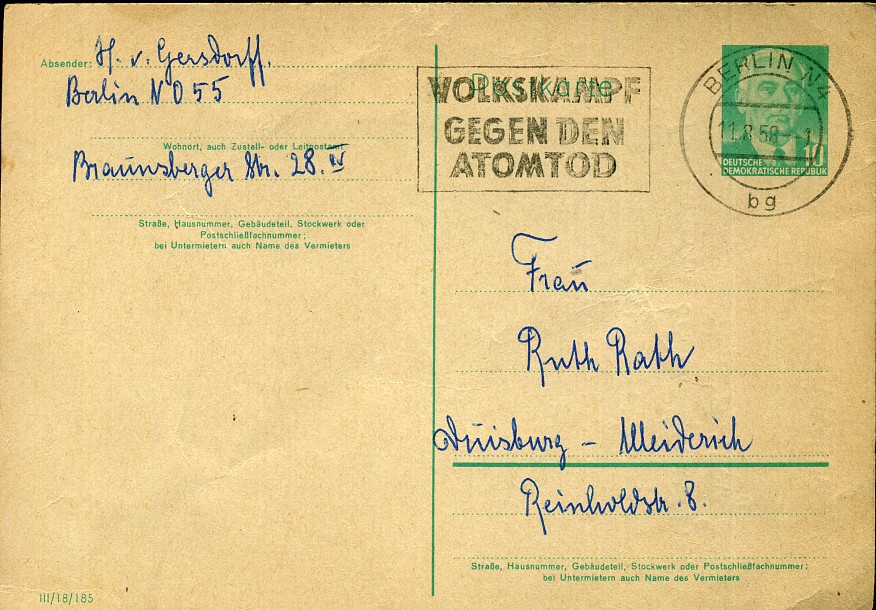 Absender: H. v. Gersdorff.
Berlin NO 55
Wohnort, auch Zustell- oder Leitpostamt
Braunsberger Str. 28. IV
Straße, Hausnummer, Gebäudeteil, Stockwerk oder
Postschließfachnummer;
bei Untermietern auch Name des Vermieters
Postkarte
VOLKSKAMPF
GEGEN DEN
ATOMTOD
BERLIN N4
11.8.58-1
bg
10
DEUTSCHE
DEMOKRATISCHE REPUBLIK
Frau
Ruth Rath
Duisburg - Meiderich
Reinholdstr. 8.
Straße, Hausnummer, Gebäudeteil, Stockwerk oder Postschließfachnummer;
bei Untermietern auch Name des Vermieters
III/18/185